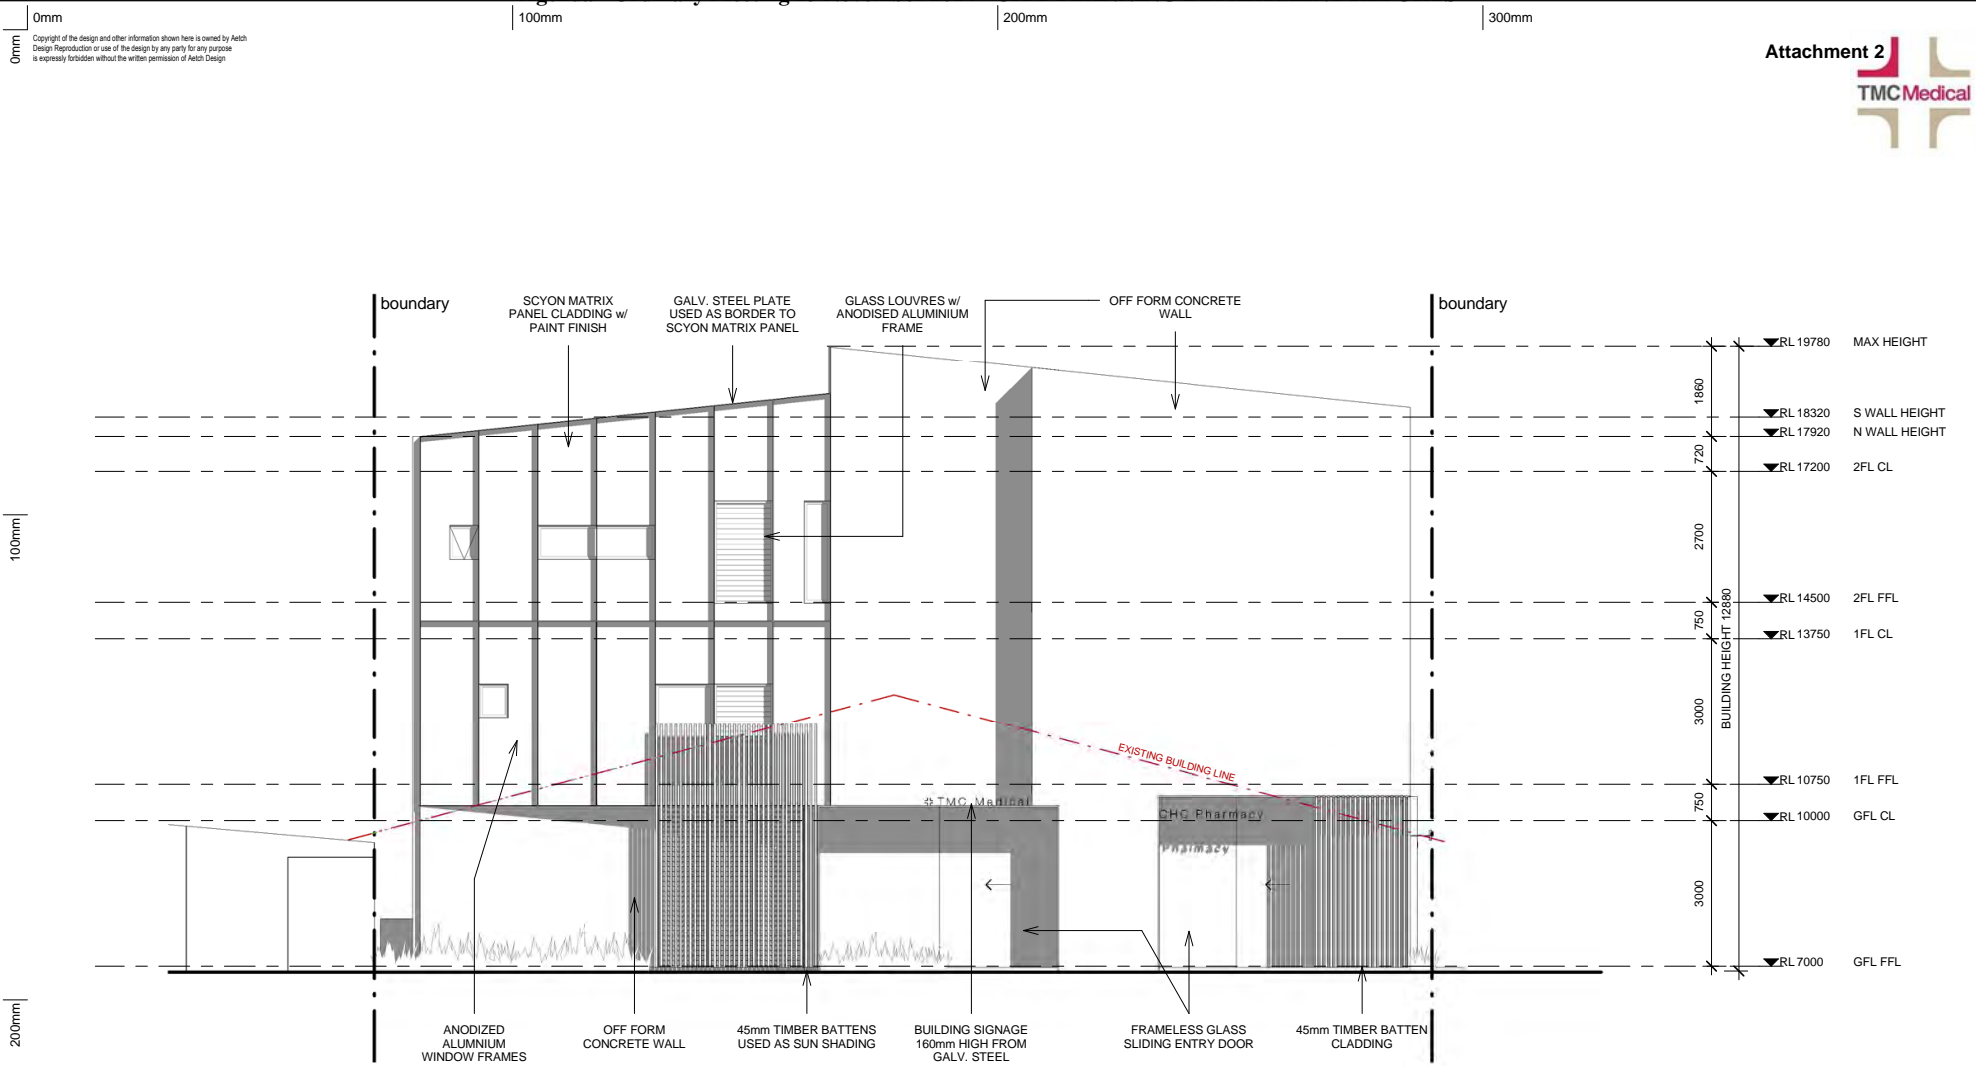 0mm
100mm
200mm
300mm
0mm
Copyright of the design and other information shown here is owned by Aetch
Design Reproduction or use of the design by any party for any purpose
is expressly forbidden without the written permission of Aetch Design
Attachment 2
TMCMedical
boundary
SCYON MATRIX
PANEL CLADDING w/
PAINT FINISH
GALV. STEEL PLATE
USED AS BORDER TO
SCYON MATRIX PANEL
GLASS LOUVRES w/
ANODISED ALUMINIUM
FRAME
OFF FORM CONCRETE
WALL
boundary
RL 19780 MAX HEIGHT
1860
RL 18320 S WALL HEIGHT
RL 17920 N WALL HEIGHT
720
RL 17200 2FL CL
100mm
2700
RL 14500 2FL FFL
750
BUILDING HEIGHT 12880
RL 13750 1FL CL
3000
EXISTING BUILDING LINE
RL 10750 1FL FFL
750
TMC Medical
CHC Pharmacy
RL 10000 GFL CL
Pharmacy
3000
RL 7000 GFL FFL
200mm
ANODIZED
ALUMNIUM
WINDOW FRAMES
OFF FORM
CONCRETE WALL
45mm TIMBER BATTENS
USED AS SUN SHADING
BUILDING SIGNAGE
160mm HIGH FROM
GALV. STEEL
FRAMELESS GLASS
SLIDING ENTRY DOOR
45mm TIMBER BATTEN
CLADDING